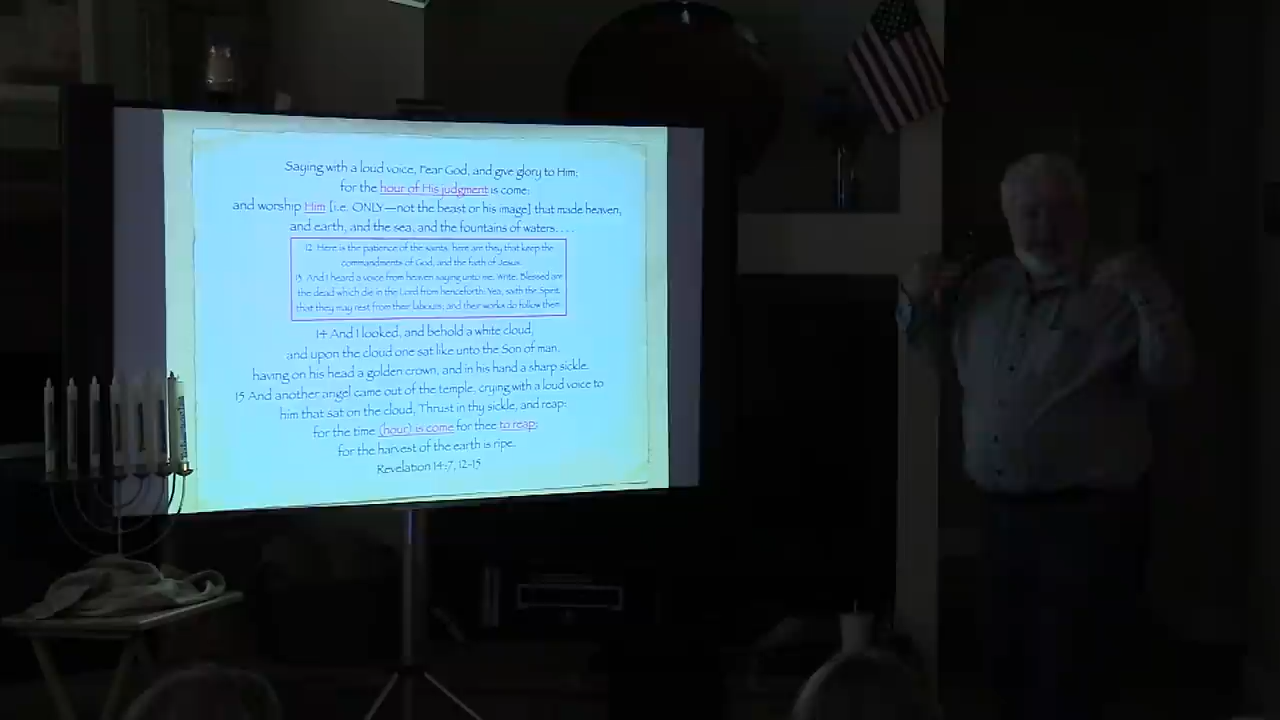 Saying with a loud voice, Fear God, and give glory to Him;
for the hour of His judgment is come:
and worship Him [i.e. ONLY—not the beast or his image] that made heaven,
and earth, and the sea, and the fountains of waters. . . .
12 Here is the patience of the saints: here are they that keep the
commandments of God, and the faith of Jesus.
13 And I heard a voice from heaven saying unto me, Write, Blessed are
the dead which die in the Lord from henceforth: Yea, saith the Spirit,
that they may rest from their labours; and their works do follow them.
14 And I looked, and behold a white cloud,
and upon the cloud one sat like unto the Son of man,
having on his head a golden crown, and in his hand a sharp sickle.
15 And another angel came out of the temple, crying with a loud voice to
him that sat on the cloud, Thrust in thy sickle, and reap:
for the time (hour) is come for thee to reap;
for the harvest of the earth is ripe.
Revelation 14:7, 12-15